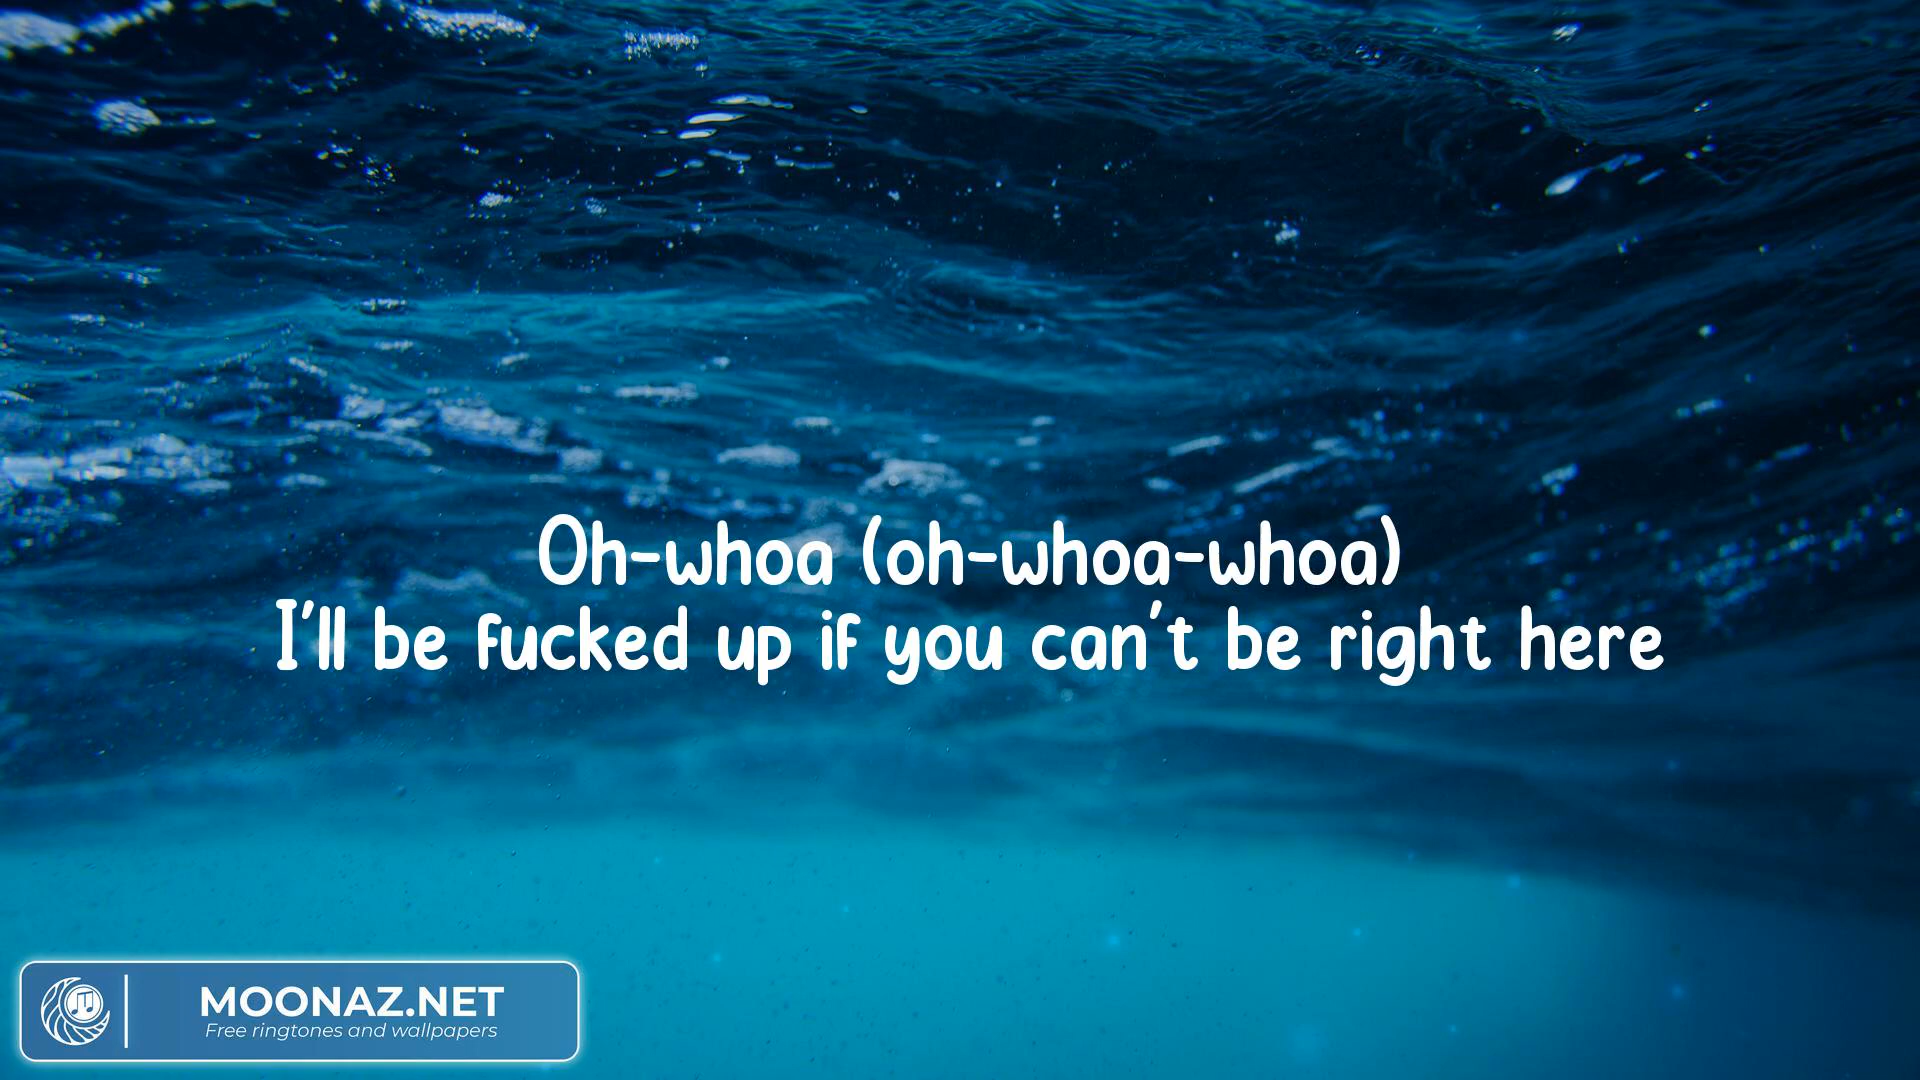 Oh-whoa (oh-whoa-whoa)
I'll be fucked up if you can't be right here
MOONAZ.NET
Free ringtones and wallpapers